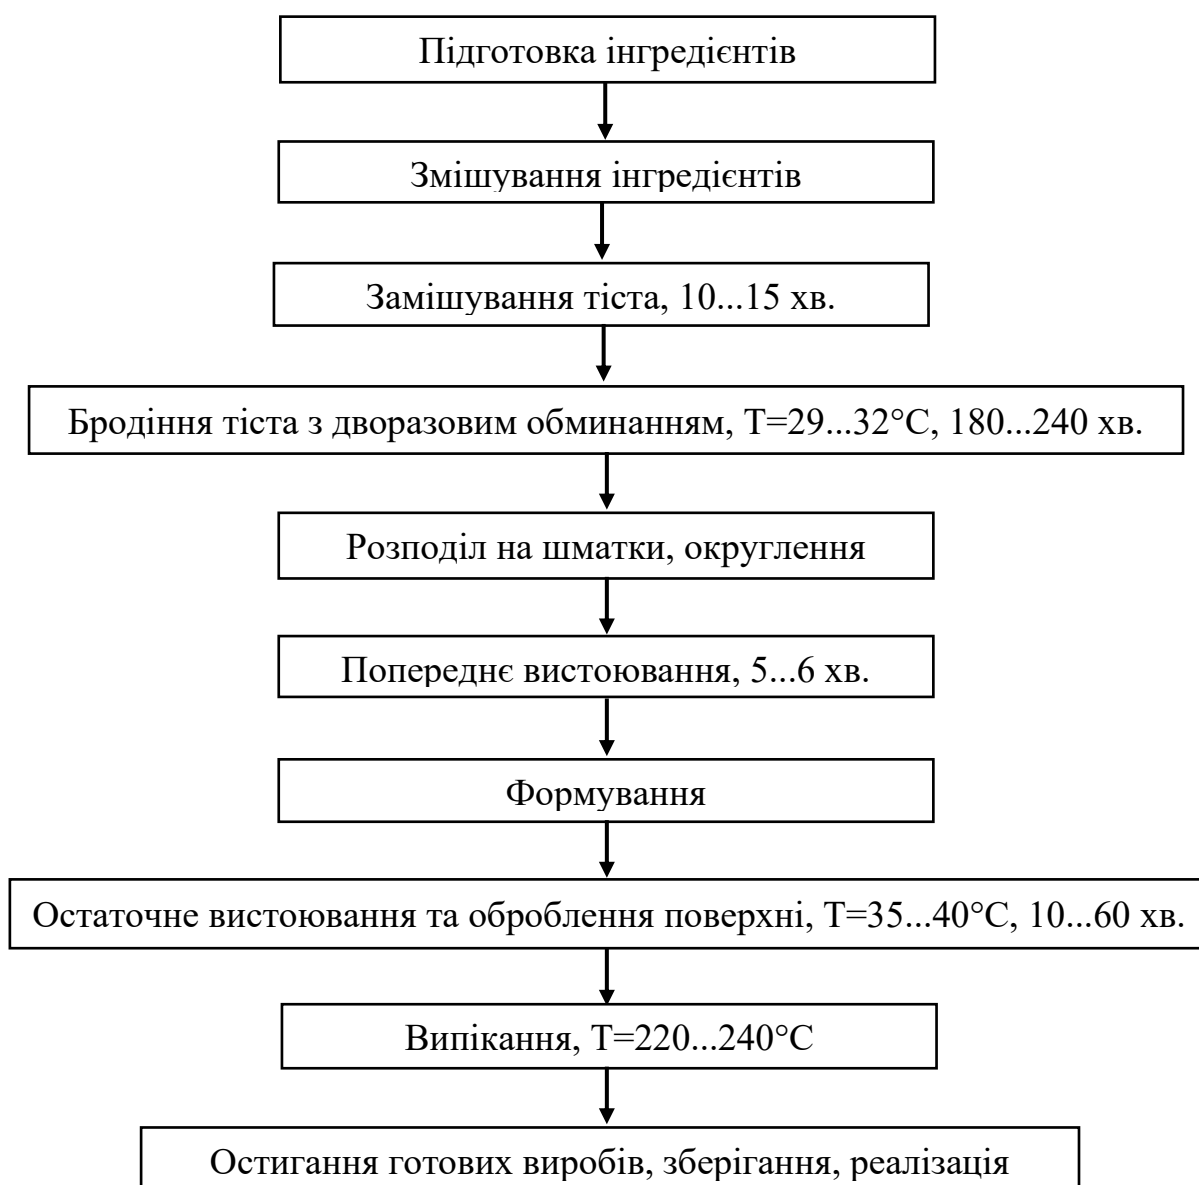 Підготовка інгредієнтів
Змішування інгредієнтів
Замішування тіста, 10...15 хв.
Бродіння тіста з дворазовим обминанням, Т=29...32°С, 180...240 хв.
Розподіл на шматки, округлення
Попереднє вистоювання, 5...6 хв.
Формування
Остаточне вистоювання та оброблення поверхні, Т=35...40°С, 10...60 хв.
Випікання, Т=220...240°С
Остигання готових виробів, зберігання, реалізація